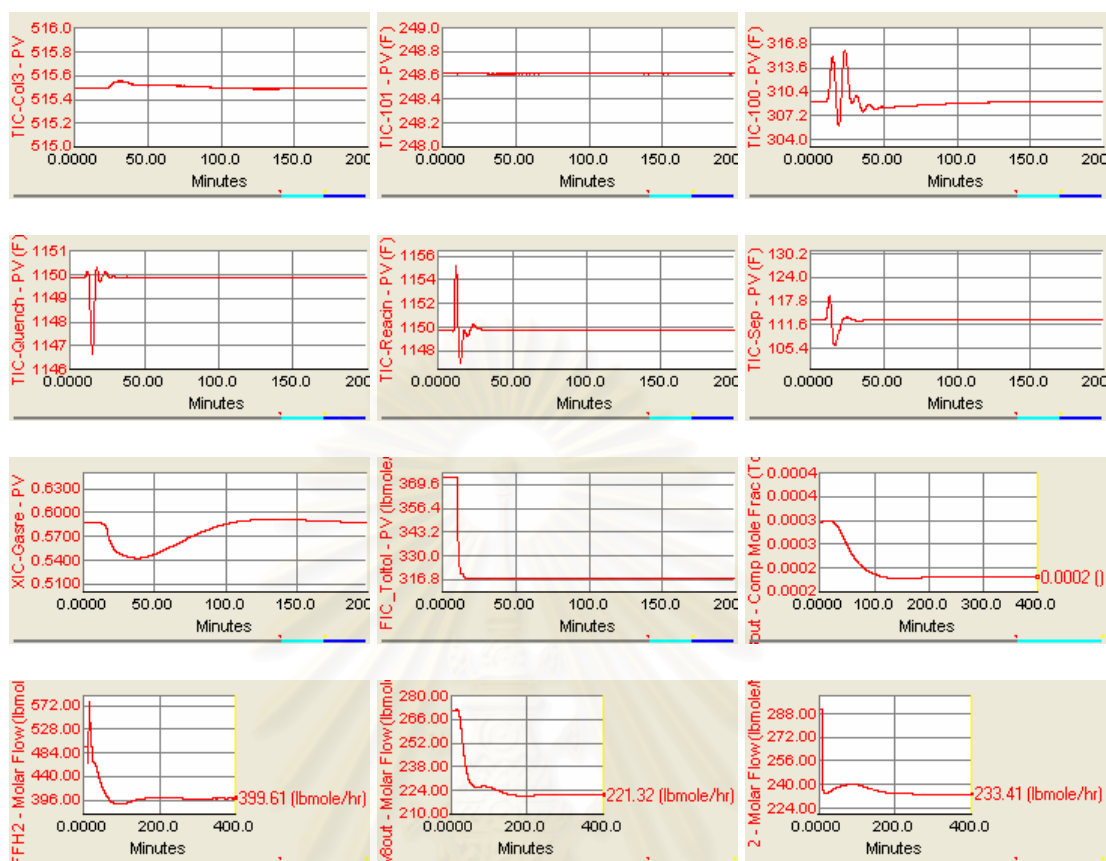 TIC-Col3 - PV
516.0
515.8
515.6
515.4
515.2
515.0
0.0000 50.00 100.0 150.0 200
Minutes
TIC-101 - PV (F)
249.0
248.8
248.6
248.4
248.2
248.0
0.0000 50.00 100.0 150.0 200
Minutes
TIC-100 - PV (F)
316.8
313.6
310.4
307.2
304.0
0.0000 50.00 100.0 150.0 200
Minutes
TIC-Quench - PV (F)
1151
1150
1149
1148
1147
1146
0.0000 50.00 100.0 150.0 200
Minutes
TIC-Reacin - PV (F)
1156
1154
1152
1150
1148
0.0000 50.00 100.0 150.0 200
Minutes
TIC-Sep - PV (F)
130.2
124.0
117.8
111.6
105.4
0.0000 50.00 100.0 150.0 200
Minutes
XIC-Gasre - PV
0.6300
0.6000
0.5700
0.5400
0.5100
0.0000 50.00 100.0 150.0 200
Minutes
FIC_Tottol - PV (lbmole/
369.6
356.4
343.2
330.0
316.8
0.0000 50.00 100.0 150.0 200
Minutes
out - Comp Mole Frac (To
0.0004
0.0004
0.0003
0.0003
0.0002
0.0002
0.0002 ()
0.0000 100.0 200.0 300.0 400.0
Minutes
FFH2 - Molar Flow (lbmol
572.00
528.00
484.00
440.00
396.00
399.61 (lbmole/hr)
0.0000 200.0 400.0
Minutes
8out - Molar Flow (lbmole/
280.00
266.00
252.00
238.00
224.00
210.00
221.32 (lbmole/hr)
0.0000 200.0 400.0
Minutes
2 - Molar Flow (lbmole/
288.00
272.00
256.00
240.00
224.00
233.41 (lbmole/hr)
0.0000 200.0 400.0
Minutes